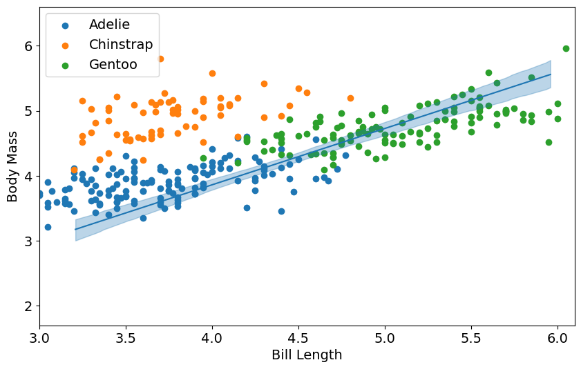 Adelie
Chinstrap
Gentoo
6
5
4
3
2
Body Mass
3.0 3.5 4.0 4.5 5.0 5.5 6.0
Bill Length